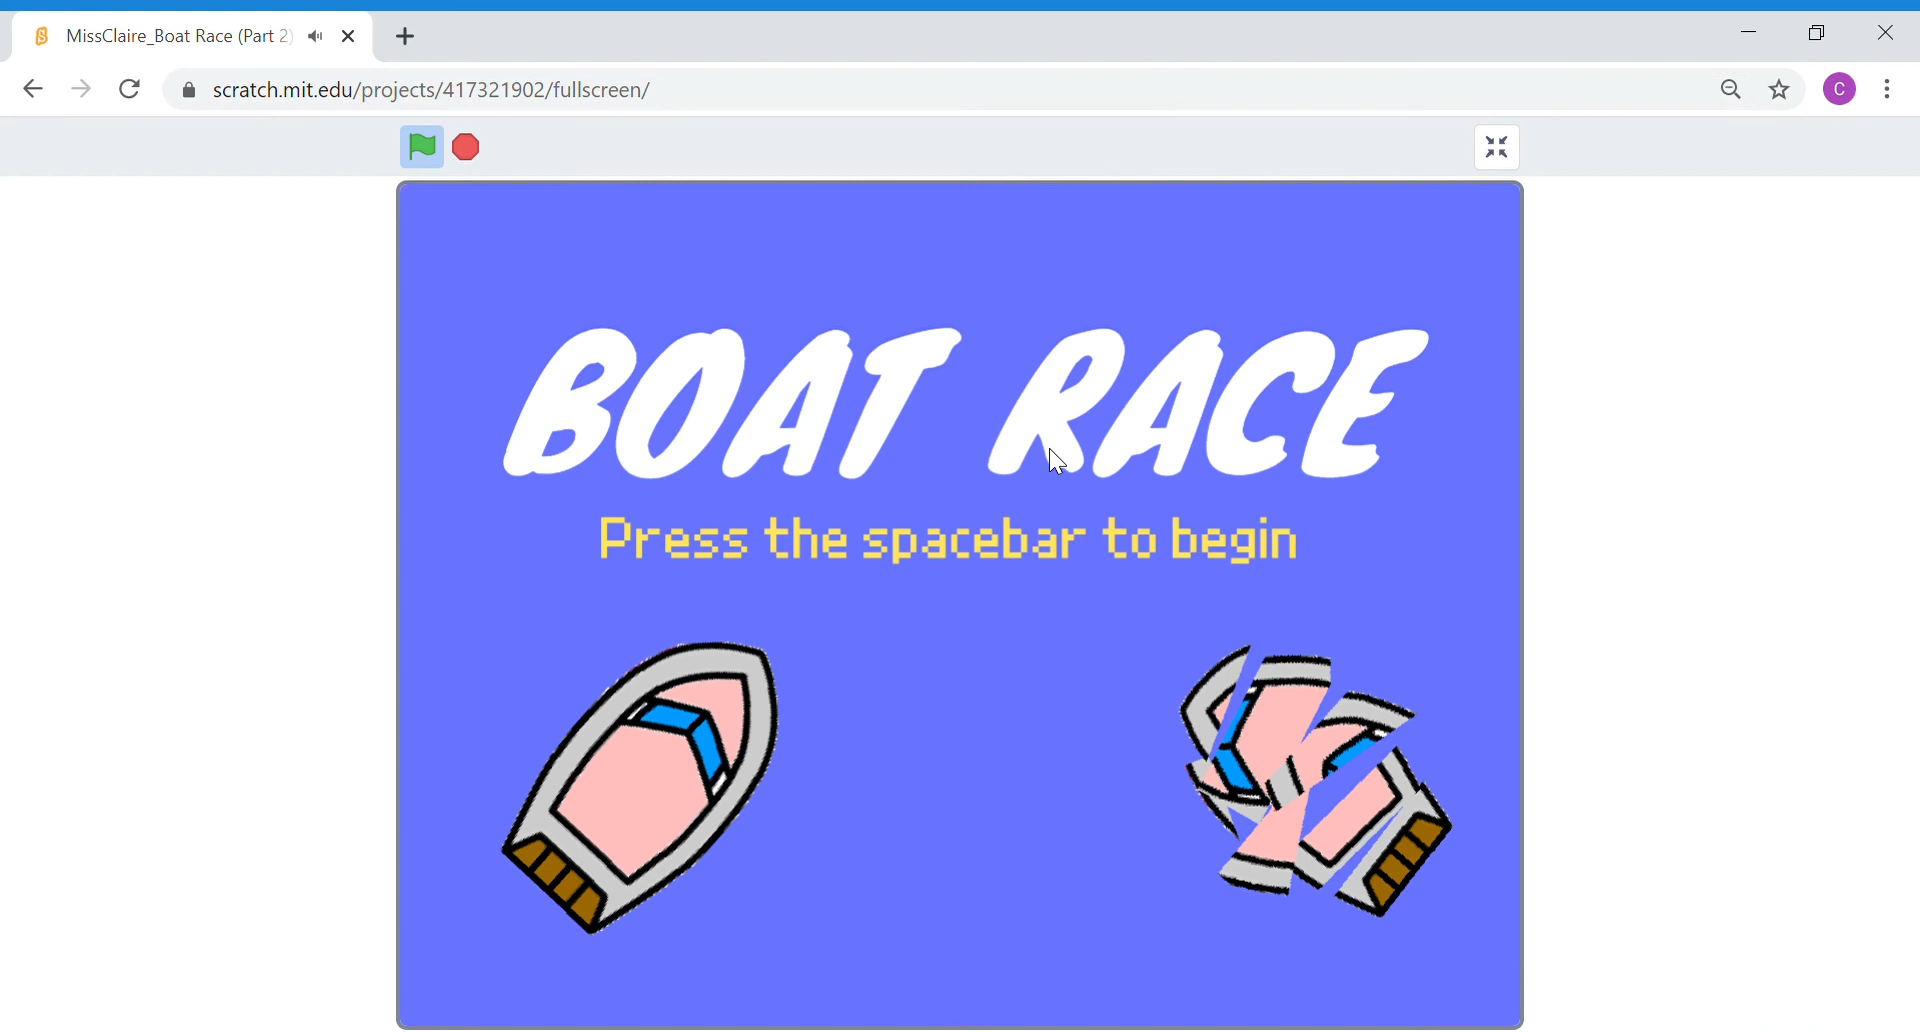 MissClaire_Boat Race (Part 2)
scratch.mit.edu/projects/417321902/fullscreen/
C
BOAT RACE
Press the spacebar to begin